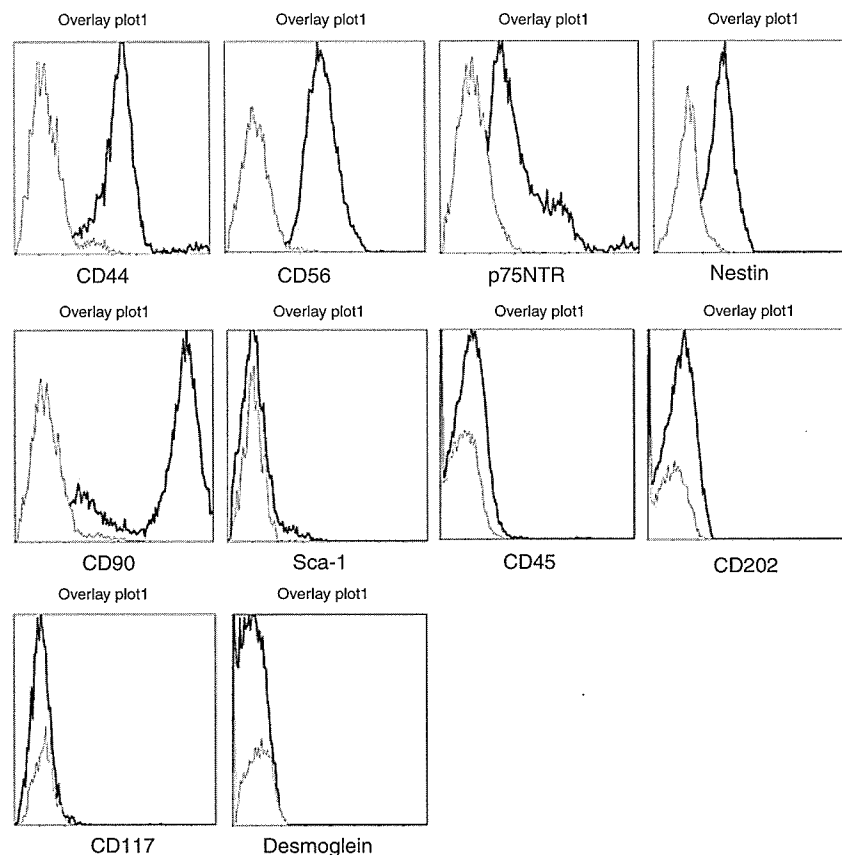 Overlay plot1 Overlay plot1 Overlay plot1 Overlay plot1
CD44 CD56 p75NTR Nestin
Overlay plot1 Overlay plot1 Overlay plot1 Overlay plot1
CD90 Sca-1 CD45 CD202
Overlay plot1 Overlay plot1
CD117 Desmoglein